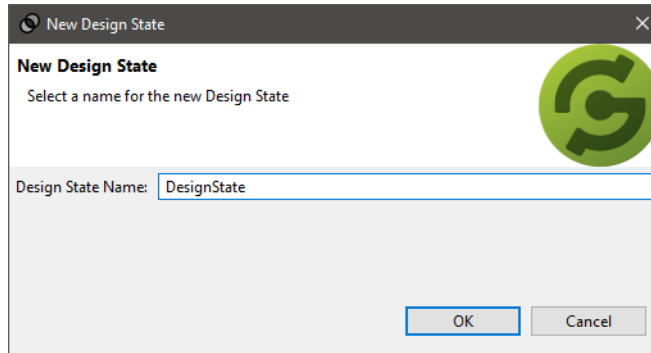 New Design State
New Design State
Select a name for the new Design State
Design State Name: DesignState
OK Cancel